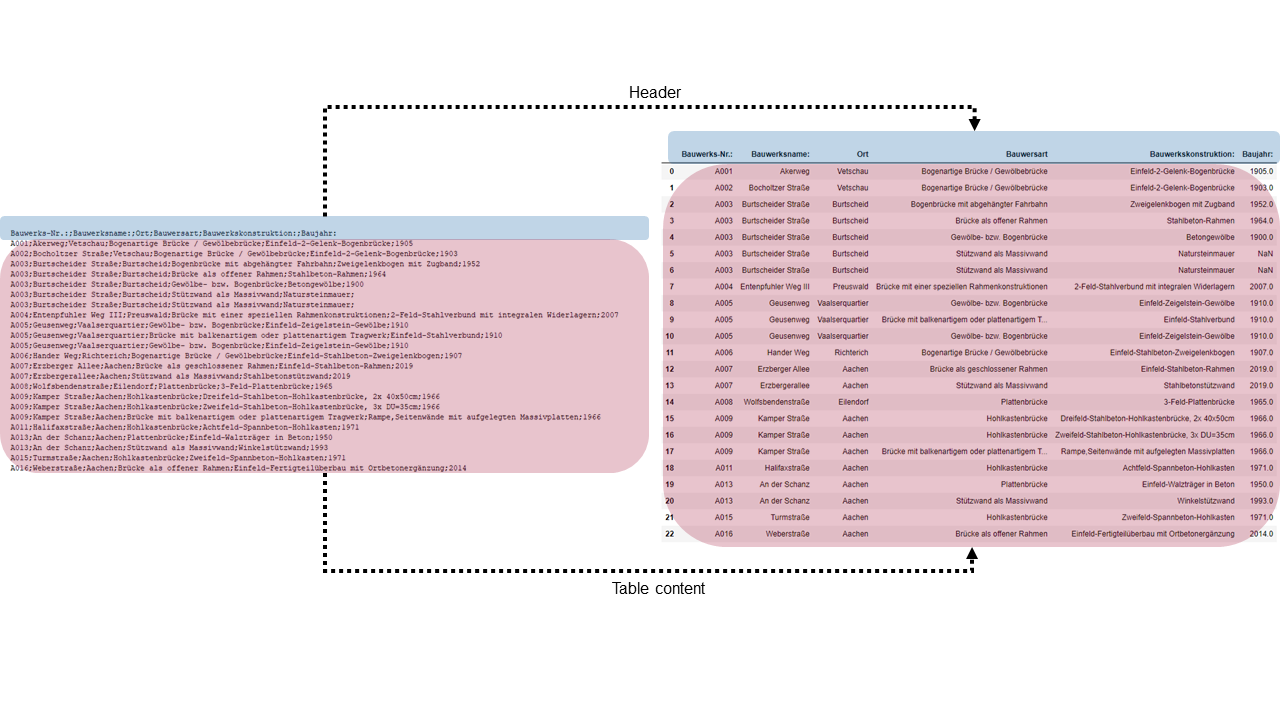 Header
Bauwerks-Nr.:;Bauwerksname:;Ort;Bauwersart;Bauwerkskonstruktion:;Baujahr:
A001;Akerweg;Vetschau;Bogenartige Brücke / Gewölbebrücke;Einfeld-2-Gelenk-Bogenbrücke;1905
A002;Bocholtzer Straße;Vetschau;Bogenartige Brücke / Gewölbebrücke;Einfeld-2-Gelenk-Bogenbrücke;1903
A003;Burtscheider Straße;Burtscheid;Bogenbrücke mit abgehängter Fahrbahn;Zweigelenkbogen mit Zugband;1952
A003;Burtscheider Straße;Burtscheid;Brücke als offener Rahmen;Stahlbeton-Rahmen;1964
A003;Burtscheider Straße;Burtscheid;Gewölbe- bzw. Bogenbrücke;Betongewölbe;1900
A003;Burtscheider Straße;Burtscheid;Stützwand als Massivwand;Natursteinmauer;
A003;Burtscheider Straße;Burtscheid;Stützwand als Massivwand;Natursteinmauer;
A004;Entenpfuhler Weg III;Preuswald;Brücke mit einer speziellen Rahmenkonstruktionen;2-Feld-Stahlverbund mit integralen Widerlagern;2007
A005;Geusenweg;Vaalserquartier;Gewölbe- bzw. Bogenbrücke;Einfeld-Zeigelstein-Gewölbe;1910
A005;Geusenweg;Vaalserquartier;Brücke mit balkenartigem oder plattenartigem Tragwerk;Einfeld-Stahlverbund;1910
A005;Geusenweg;Vaalserquartier;Gewölbe- bzw. Bogenbrücke;Einfeld-Zeigelstein-Gewölbe;1910
A006;Hander Weg;Richterich;Bogenartige Brücke / Gewölbebrücke;Einfeld-Stahlbeton-Zweigelenkbogen;1907
A007;Erzberger Allee;Aachen;Brücke als geschlossener Rahmen;Einfeld-Stahlbeton-Rahmen;2019
A007;Erzbergerallee;Aachen;Stützwand als Massivwand;Stahlbetonstützwand;2019
A008;Wolfsbendenstraße;Eilendorf;Plattenbrücke;3-Feld-Plattenbrücke;1965
A009;Kamper Straße;Aachen;Hohlkastenbrücke;Dreifeld-Stahlbeton-Hohlkastenbrücke, 2x 40x50cm;1966
A009;Kamper Straße;Aachen;Hohlkastenbrücke;Zweifeld-Stahlbeton-Hohlkastenbrücke, 3x DU=35cm;1966
A009;Kamper Straße;Aachen;Brücke mit balkenartigem oder plattenartigem Tragwerk;Rampe,Seitenwände mit aufgelegten Massivplatten;1966
A011;Halifaxstraße;Aachen;Hohlkastenbrücke;Achtfeld-Spannbeton-Hohlkasten;1971
A013;An der Schanz;Aachen;Plattenbrücke;Einfeld-Walzträger in Beton;1950
A013;An der Schanz;Aachen;Stützwand als Massivwand;Winkelstützwand;1993
A015;Turmstraße;Aachen;Hohlkastenbrücke;Zweifeld-Spannbeton-Hohlkasten;1971
A016;Weberstraße;Aachen;Brücke als offener Rahmen;Einfeld-Fertigteilüberbau mit Ortbetonergänzung;2014
Bauwerks-Nr.: Bauwerksname: Ort Bauwersart Bauwerkskonstruktion: Baujahr:
0 A001 Akerweg Vetschau Bogenartige Brücke / Gewölbebrücke Einfeld-2-Gelenk-Bogenbrücke 1905.0
1 A002 Bocholtzer Straße Vetschau Bogenartige Brücke / Gewölbebrücke Einfeld-2-Gelenk-Bogenbrücke 1903.0
2 A003 Burtscheider Straße Burtscheid Bogenbrücke mit abgehängter Fahrbahn Zweigelenkbogen mit Zugband 1952.0
3 A003 Burtscheider Straße Burtscheid Brücke als offener Rahmen Stahlbeton-Rahmen 1964.0
4 A003 Burtscheider Straße Burtscheid Gewölbe- bzw. Bogenbrücke Betongewölbe 1900.0
5 A003 Burtscheider Straße Burtscheid Stützwand als Massivwand Natursteinmauer NaN
6 A003 Burtscheider Straße Burtscheid Stützwand als Massivwand Natursteinmauer NaN
7 A004 Entenpfuhler Weg III Preuswald Brücke mit einer speziellen Rahmenkonstruktionen 2-Feld-Stahlverbund mit integralen Widerlagern 2007.0
8 A005 Geusenweg Vaalserquartier Gewölbe- bzw. Bogenbrücke Einfeld-Zeigelstein-Gewölbe 1910.0
9 A005 Geusenweg Vaalserquartier Brücke mit balkenartigem oder plattenartigem T... Einfeld-Stahlverbund 1910.0
10 A005 Geusenweg Vaalserquartier Gewölbe- bzw. Bogenbrücke Einfeld-Zeigelstein-Gewölbe 1910.0
11 A006 Hander Weg Richterich Bogenartige Brücke / Gewölbebrücke Einfeld-Stahlbeton-Zweigelenkbogen 1907.0
12 A007 Erzberger Allee Aachen Brücke als geschlossener Rahmen Einfeld-Stahlbeton-Rahmen 2019.0
13 A007 Erzbergerallee Aachen Stützwand als Massivwand Stahlbetonstützwand 2019.0
14 A008 Wolfsbendenstraße Eilendorf Plattenbrücke 3-Feld-Plattenbrücke 1965.0
15 A009 Kamper Straße Aachen Hohlkastenbrücke Dreifeld-Stahlbeton-Hohlkastenbrücke, 2x 40x50cm 1966.0
16 A009 Kamper Straße Aachen Hohlkastenbrücke Zweifeld-Stahlbeton-Hohlkastenbrücke, 3x DU=35cm 1966.0
17 A009 Kamper Straße Aachen Brücke mit balkenartigem oder plattenartigem T... Rampe,Seitenwände mit aufgelegten Massivplatten 1966.0
18 A011 Halifaxstraße Aachen Hohlkastenbrücke Achtfeld-Spannbeton-Hohlkasten 1971.0
19 A013 An der Schanz Aachen Plattenbrücke Einfeld-Walzträger in Beton 1950.0
20 A013 An der Schanz Aachen Stützwand als Massivwand Winkelstützwand 1993.0
21 A015 Turmstraße Aachen Hohlkastenbrücke Zweifeld-Spannbeton-Hohlkasten 1971.0
22 A016 Weberstraße Aachen Brücke als offener Rahmen Einfeld-Fertigteilüberbau mit Ortbetonergänzung 2014.0
Table content